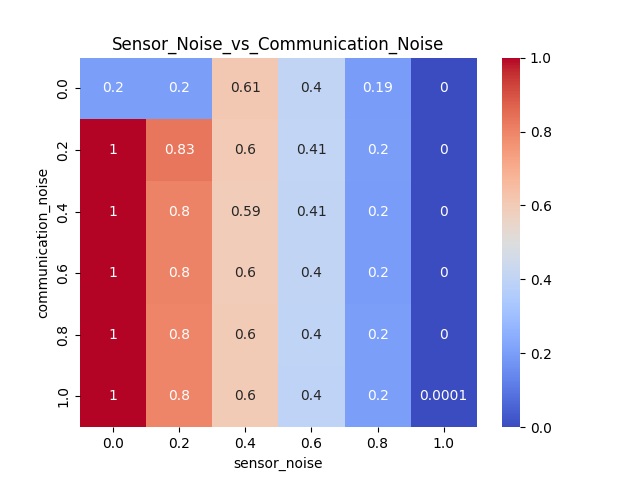 Sensor_Noise_vs_Communication_Noise
communication_noise
0.0 0.2 0.2 0.61 0.4 0.19 0
0.2 1 0.83 0.6 0.41 0.2 0
0.4 1 0.8 0.59 0.41 0.2 0
0.6 1 0.8 0.6 0.4 0.2 0
0.8 1 0.8 0.6 0.4 0.2 0
1.0 1 0.8 0.6 0.4 0.2 0.0001
0.0 0.2 0.4 0.6 0.8 1.0
sensor_noise
1.0
0.8
0.6
0.4
0.2
0.0